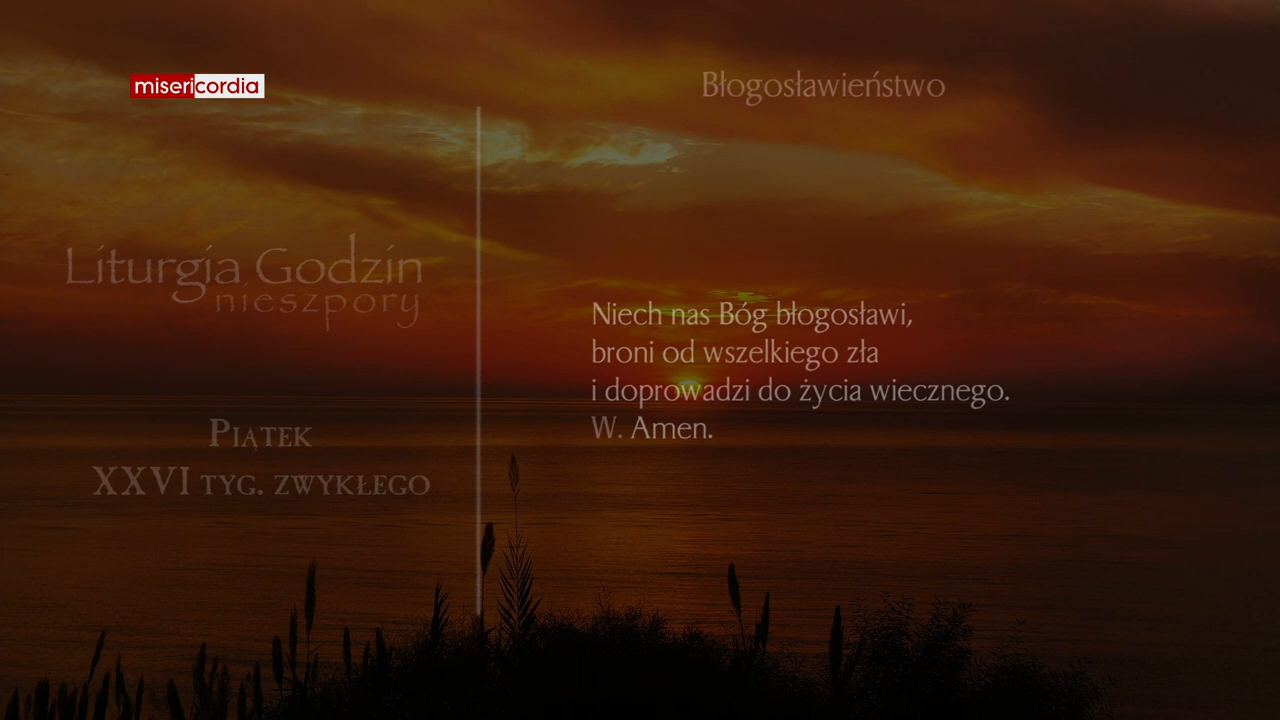 misericordia
Błogosławieństwo
Liturgia Godzin
nieszpory
Niech nas Bóg błogosławi,
broni od wszelkiego zła
i doprowadzi do życia wiecznego.
W. Amen.
Piątek
XXVI tyg. zwykłego